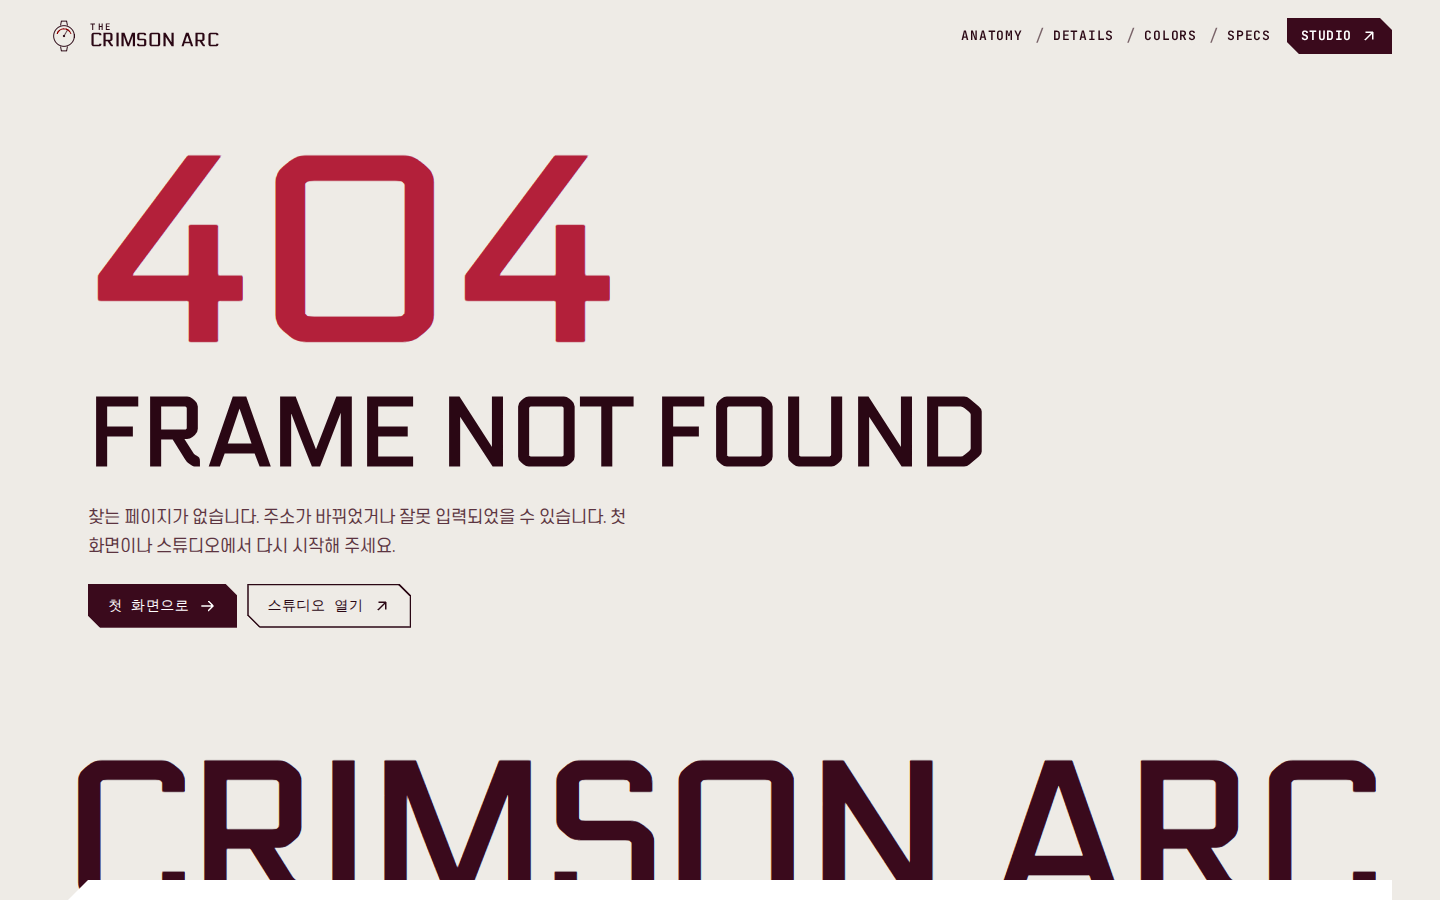 THE
CRIMSON ARC
ANATOMY / DETAILS / COLORS / SPECS
STUDIO
404
FRAME NOT FOUND
찾는 페이지가 없습니다. 주소가 바뀌었거나 잘못 입력되었을 수 있습니다. 첫
화면이나 스튜디오에서 다시 시작해 주세요.
첫 화면으로
스튜디오 열기
CRIMSON ARC